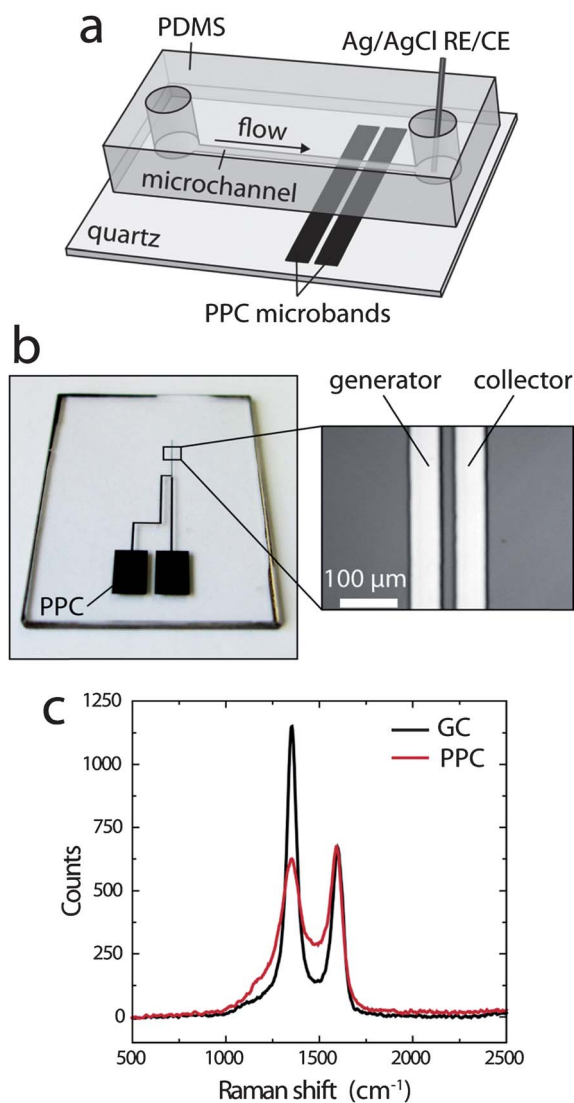 a
PDMS
Ag/AgCl RE/CE
flow
microchannel
quartz
PPC microbands
b
generator
collector
PPC
100 µm
c
1250
1000
750
500
250
0
Counts
GC
PPC
500
1000
1500
2000
2500
Raman shift (cm⁻¹)